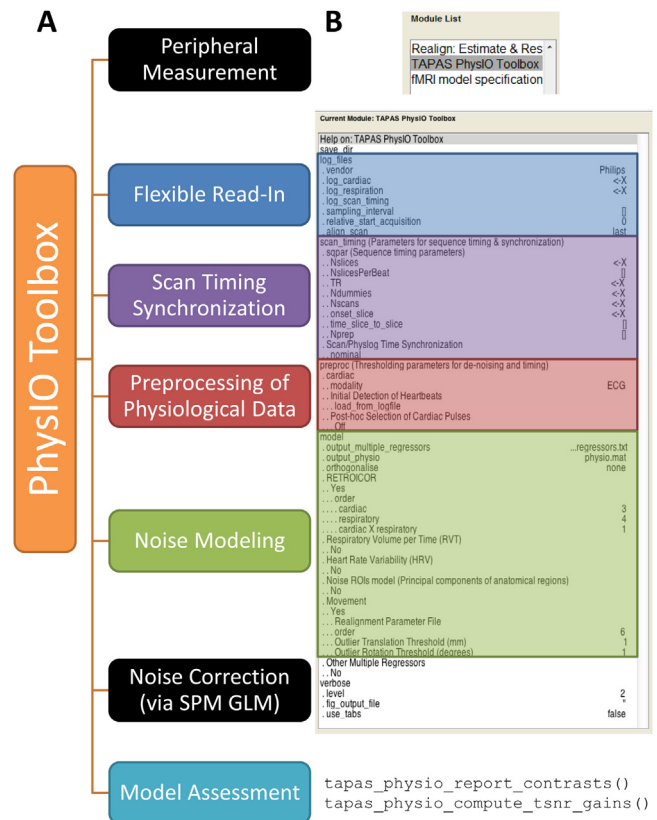 A
PhysIO Toolbox
Peripheral
Measurement
Flexible Read-In
Scan Timing
Synchronization
Preprocessing of
Physiological Data
Noise Modeling
Noise Correction
(via SPM GLM)
Model Assessment
B
Module List
Realign: Estimate & Res
TAPAS PhysIO Toolbox
fMRI model specification
Current Module: TAPAS PhysIO Toolbox
Help on: TAPAS PhysIO Toolbox
save_dir
log_files
. vendor Philips
. log_cardiac <-X
. log_respiration <-X
. log_scan_timing
. sampling_interval []
. relative_start_acquisition 0
. align_scan last
scan_timing (Parameters for sequence timing & synchronization)
. sqpar (Sequence timing parameters)
. . Nslices <-X
. . NslicesPerBeat []
. . TR <-X
. . Ndummies <-X
. . Nscans <-X
. . onset_slice <-X
. . time_slice_to_slice []
. . Nprep []
. Scan/Physlog Time Synchronization
. . nominal
preproc (Thresholding parameters for de-noising and timing)
. cardiac
. . modality ECG
. . Initial Detection of Heartbeats
. . . load_from_logfile
. . Post-hoc Selection of Cardiac Pulses
. . . Off
model
. output_multiple_regressors ...regressors.txt
. output_physio physio.mat
. orthogonalise none
. RETROICOR
. . Yes
. . . order
. . . . cardiac 3
. . . . respiratory 4
. . . . cardiac X respiratory 1
. Respiratory Volume per Time (RVT)
. . No
. Heart Rate Variability (HRV)
. . No
. Noise ROIs model (Principal components of anatomical regions)
. . No
. Movement
. . Yes
. . . Realignment Parameter File
. . . order 6
. . . Outlier Translation Threshold (mm) 1
. . . Outlier Rotation Threshold (degrees) 1
. Other Multiple Regressors
. . No
verbose
. level 2
. fig_output_file "
. use_tabs false
tapas_physio_report_contrasts()
tapas_physio_compute_tsnr_gains()